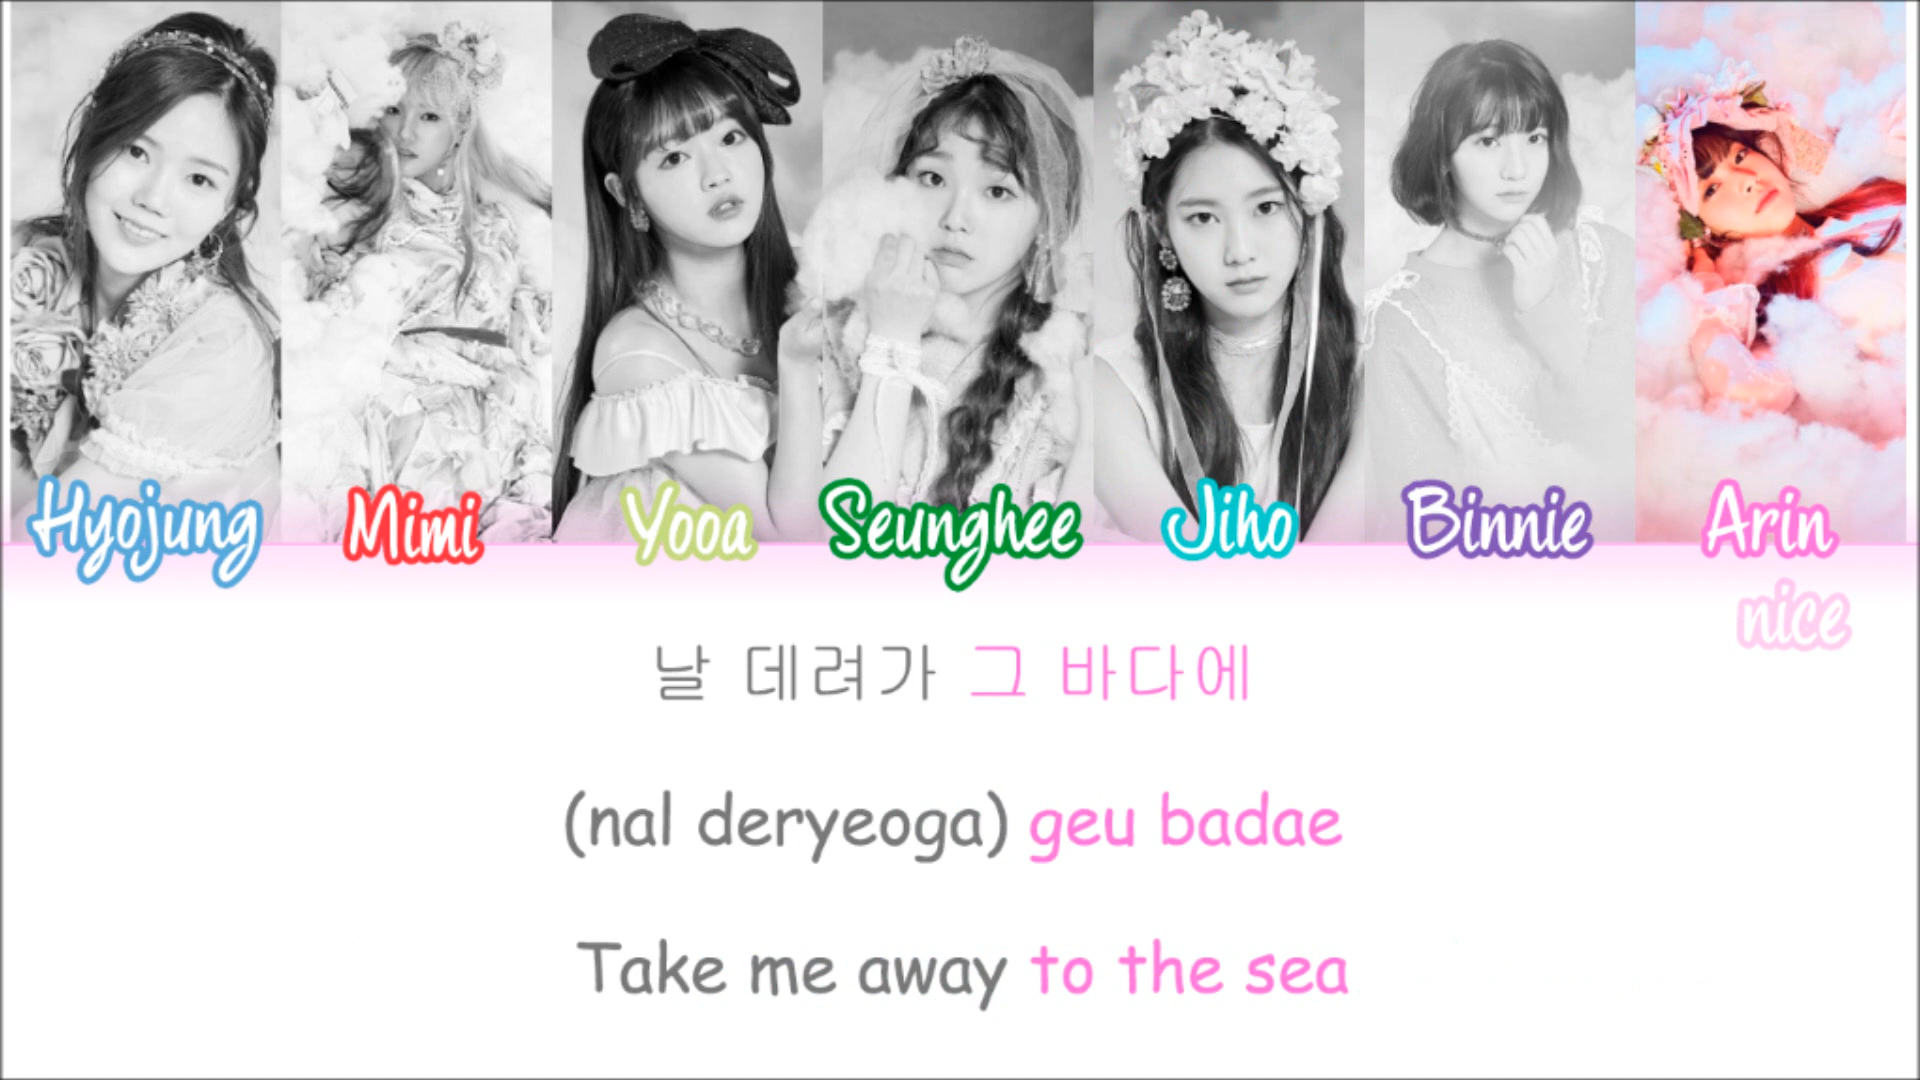 Hyojung Mimi Yooa Seunghee Jiho Binnie Arin
nice
날 데려가 그 바다에
(nal deryeoga) geu badae
Take me away to the sea